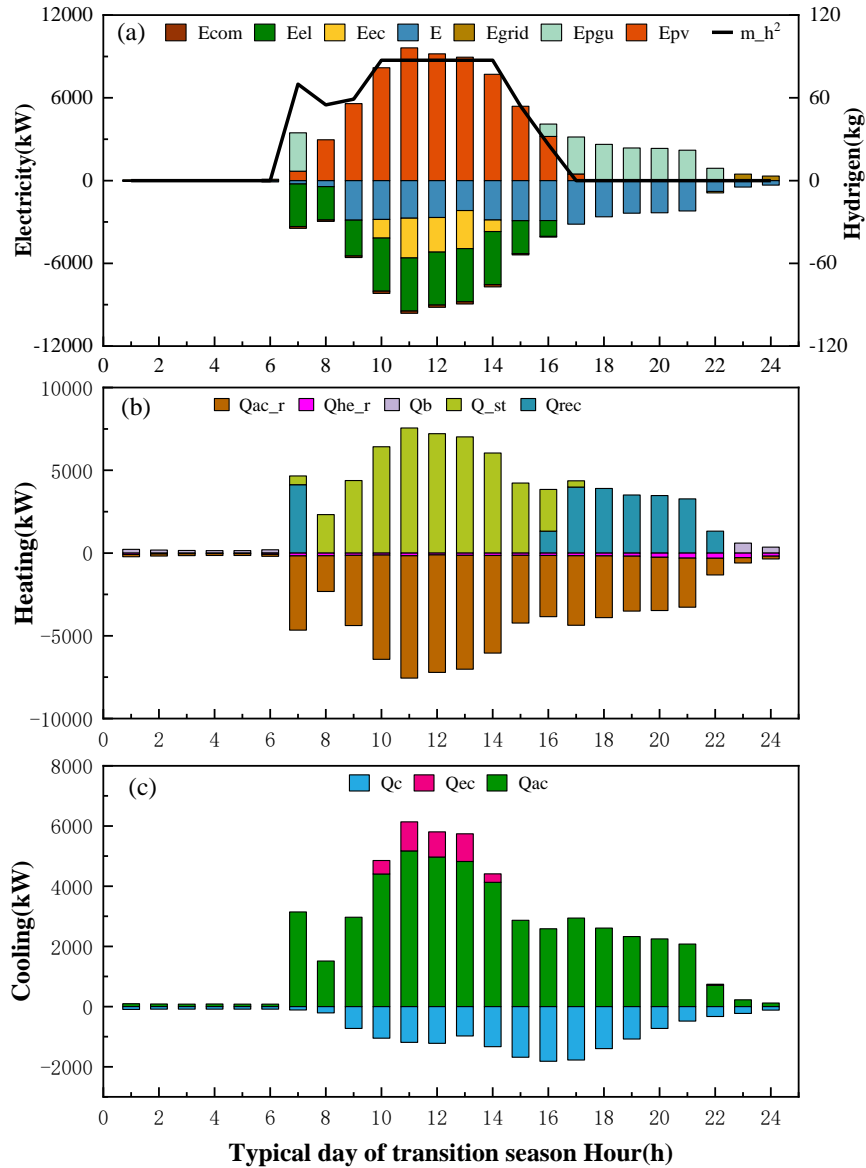 (a) Ecom Eel Eec E Egrid Epgu Epv m_h²
12000
6000
0
-6000
-12000
Electricity(kW)
120
60
0
-60
-120
Hydrigen(kg)
0 2 4 6 8 10 12 14 16 18 20 22 24
(b) Qac_r Qhe_r Qb Q_st Qrec
10000
5000
0
-5000
-10000
Heating(kW)
0 2 4 6 8 10 12 14 16 18 20 22 24
(c) Qc Qec Qac
8000
6000
4000
2000
0
-2000
Cooling(kW)
0 2 4 6 8 10 12 14 16 18 20 22 24
Typical day of transition season Hour(h)